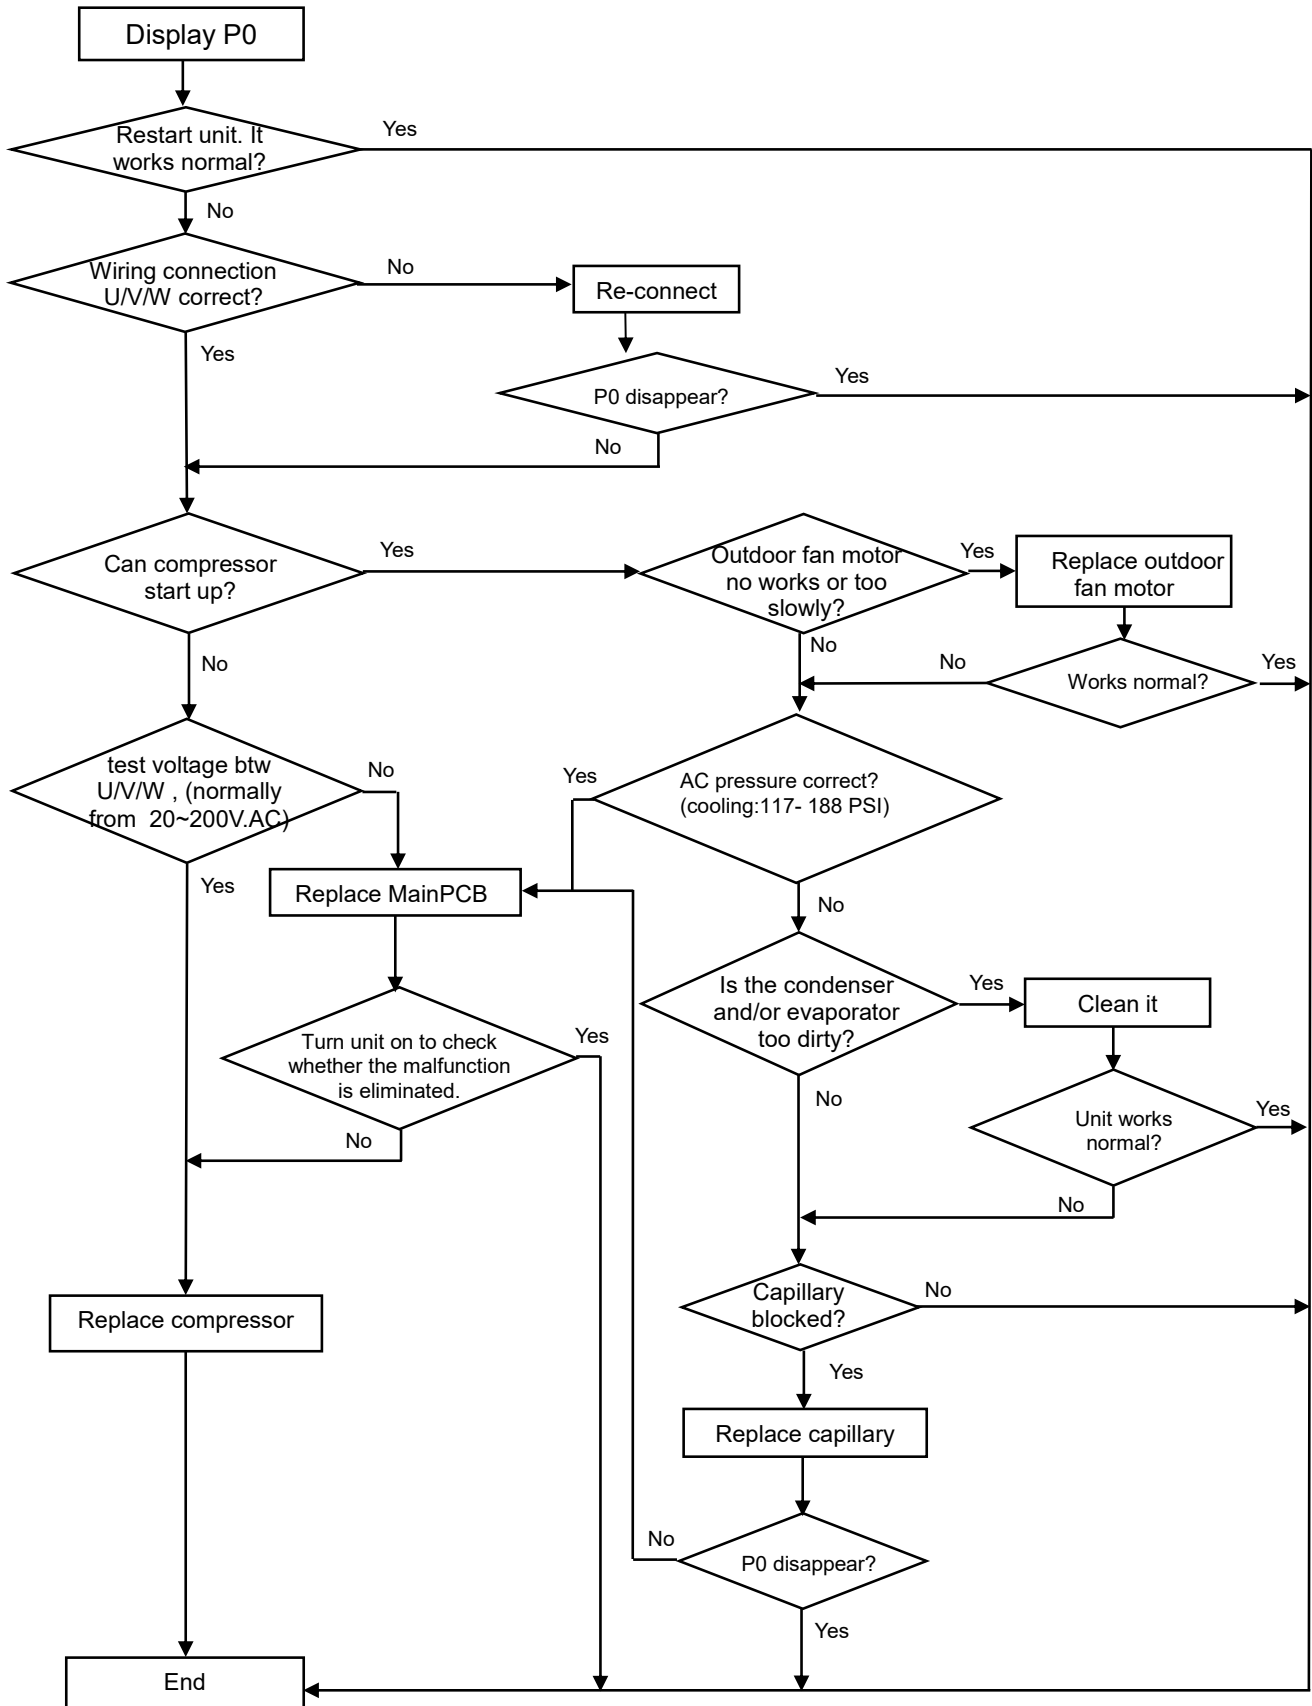 Display P0
Restart unit. It
works normal?
Yes
No
Wiring connection
U/V/W correct?
No
Re-connect
Yes
P0 disappear?
Yes
No
Can compressor
start up?
Yes
Outdoor fan motor
no works or too
slowly?
Yes
Replace outdoor
fan motor
No
No
Works normal?
Yes
No
test voltage btw
U/V/W , (normally
from  20~200V.AC)
No
Yes
AC pressure correct?
(cooling:117- 188 PSI)
Yes
Replace MainPCB
No
Is the condenser
and/or evaporator
too dirty?
Yes
Clean it
Turn unit on to check
whether the malfunction
is eliminated.
Yes
No
No
Unit works
normal?
Yes
No
Capillary
blocked?
No
Replace compressor
Yes
Replace capillary
No
P0 disappear?
Yes
End